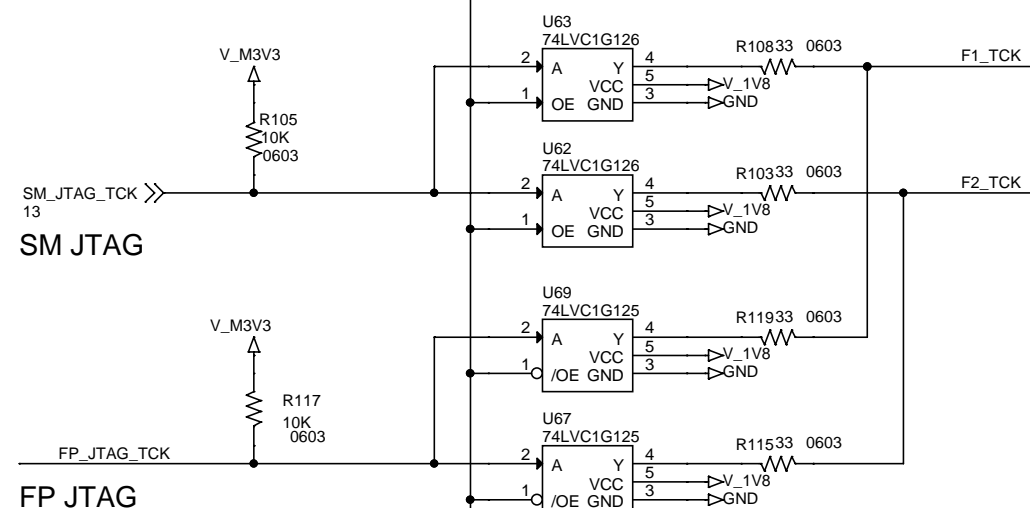 U63
74LVC1G126
2 A Y 4
VCC 5
1 OE GND 3
R108 33 0603
V_1V8
GND
F1_TCK
V_M3V3
R105
10K
0603
U62
74LVC1G126
2 A Y 4
VCC 5
1 OE GND 3
R103 33 0603
V_1V8
GND
F2_TCK
SM_JTAG_TCK
13
SM JTAG
U69
74LVC1G125
2 A Y 4
VCC 5
1 /OE GND 3
R119 33 0603
V_1V8
GND
V_M3V3
R117
10K
0603
U67
74LVC1G125
2 A Y 4
VCC 5
1 /OE GND 3
R115 33 0603
V_1V8
GND
FP_JTAG_TCK
FP JTAG